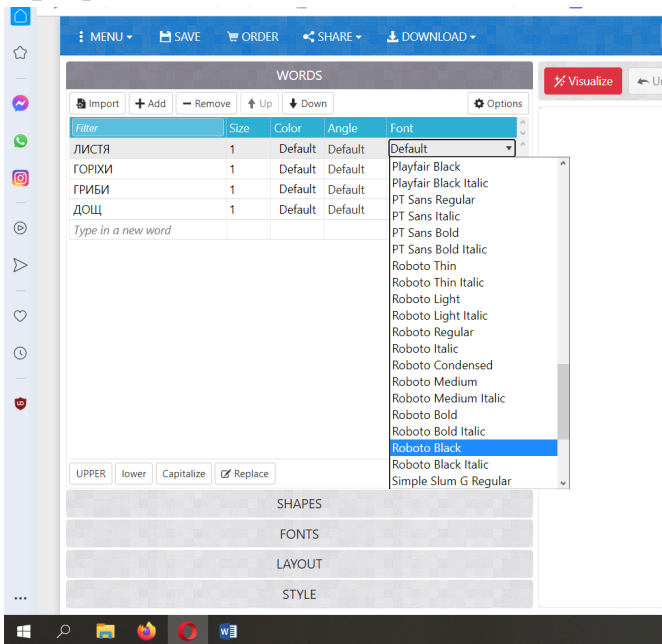 MENU SAVE ORDER SHARE DOWNLOAD
WORDS
Visualize
Import Add Remove Up Down Options
Filter Size Color Angle Font
ЛИСТЯ 1 Default Default Default
ГОРІХИ 1 Default Default
ГРИБИ 1 Default Default
ДОЩ 1 Default Default
Type in a new word
Playfair Black
Playfair Black Italic
PT Sans Regular
PT Sans Italic
PT Sans Bold
PT Sans Bold Italic
Roboto Thin
Roboto Thin Italic
Roboto Light
Roboto Light Italic
Roboto Regular
Roboto Italic
Roboto Condensed
Roboto Medium
Roboto Medium Italic
Roboto Bold
Roboto Bold Italic
Roboto Black
Roboto Black Italic
Simple Slum G Regular
UPPER lower Capitalize Replace
SHAPES
FONTS
LAYOUT
STYLE